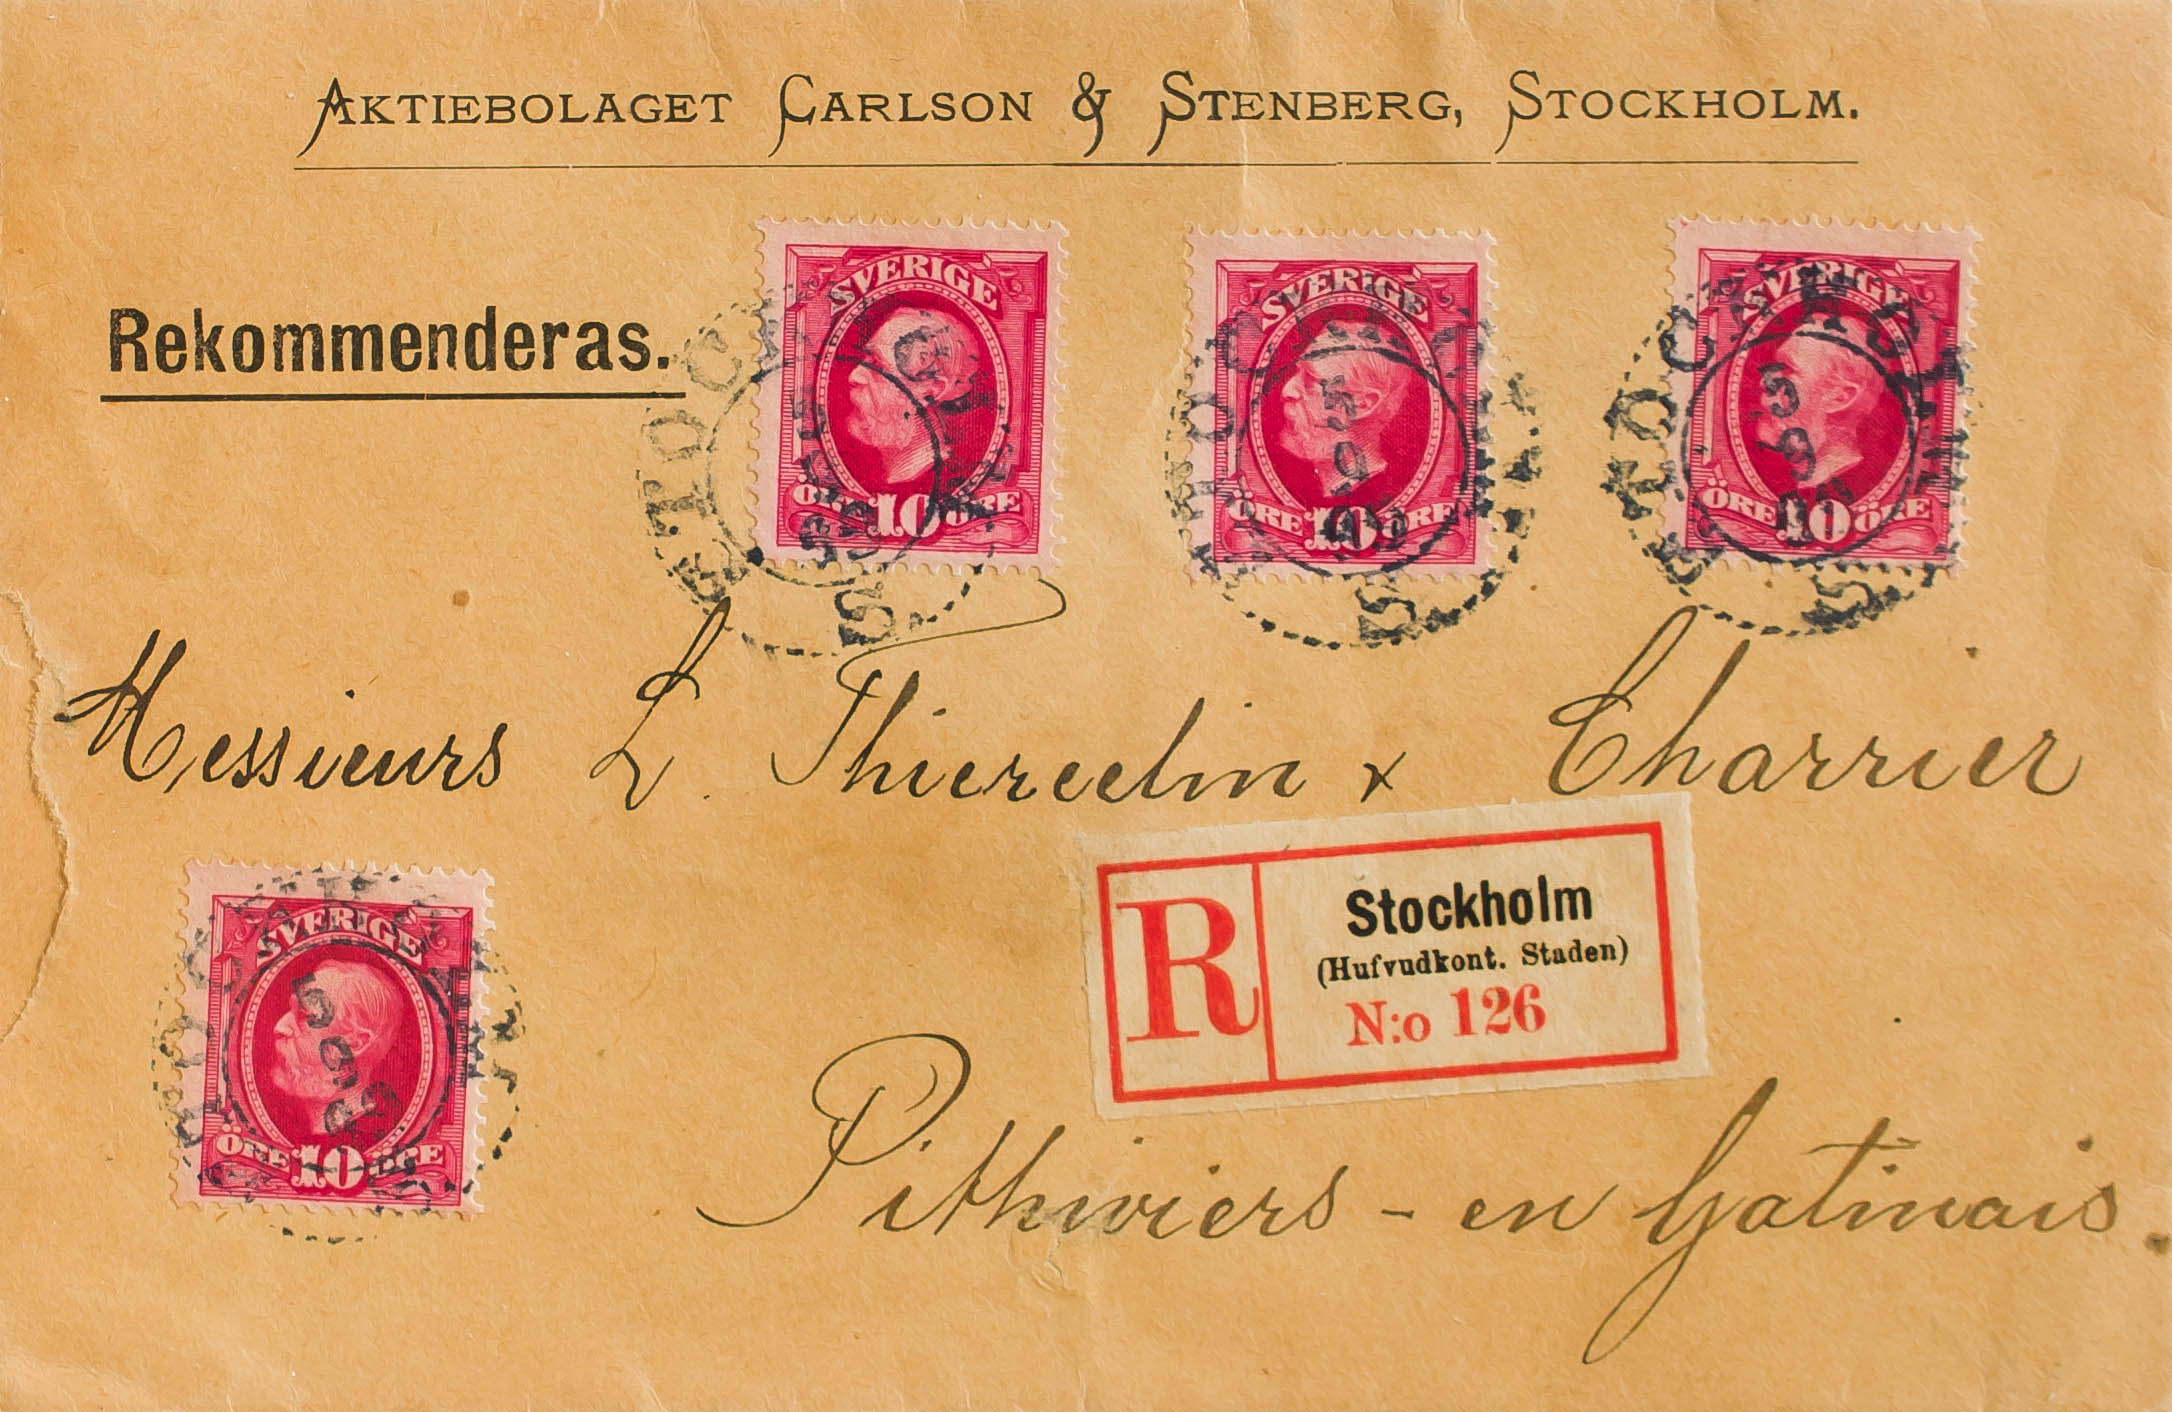 AKTIEBOLAGET CARLSON & STENBERG, STOCKHOLM.
Rekommenderas.
SVERIGE
ÖRE 10 ÖRE
SVERIGE
ÖRE 10 ÖRE
SVERIGE
ÖRE 10 ÖRE
Messieurs L. Thiercelin & Charrier
SVERIGE
ÖRE 10 ÖRE
R
Stockholm
(Hufvudkont. Staden)
N:o 126
Pithiviers - en Gatinais.